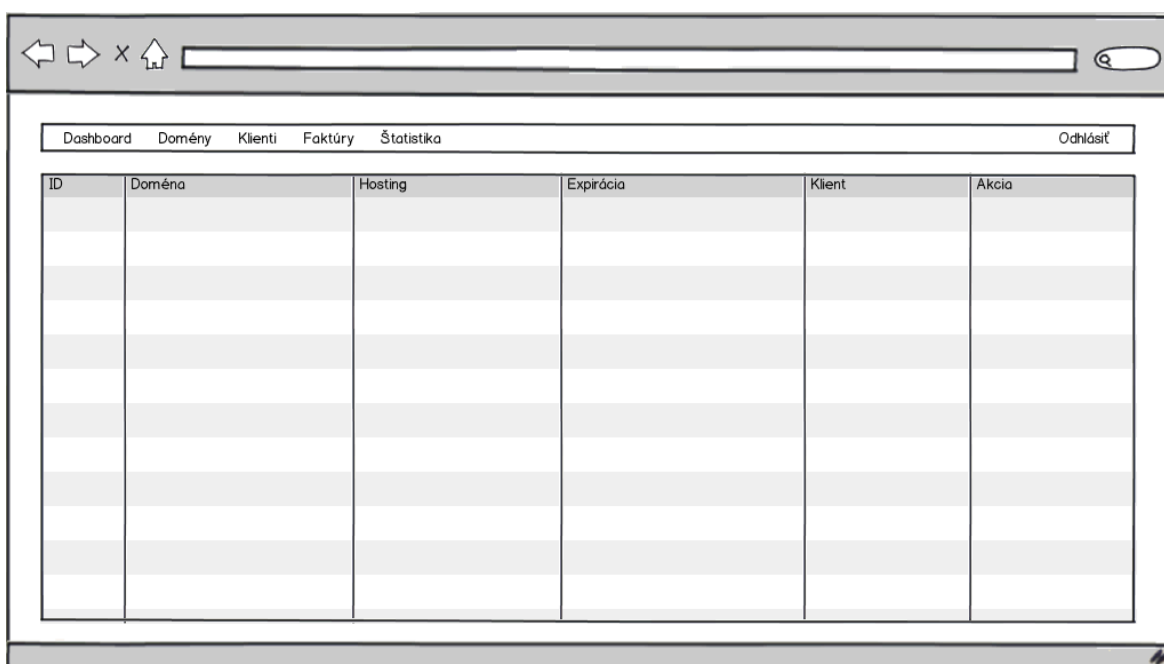 Dashboard Domény Klienti Faktúry Štatistika Odhlásiť
ID Doména Hosting Expirácia Klient Akcia